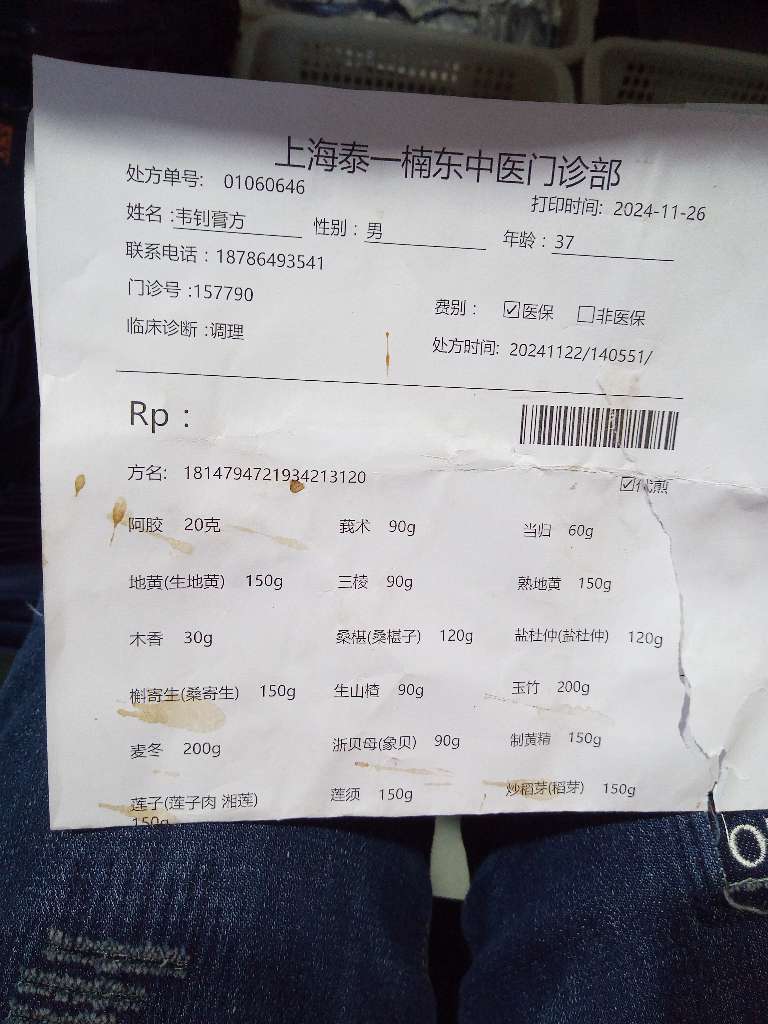 上海泰一楠东中医门诊部
处方单号: 01060646
打印时间: 2024-11-26
姓名:韦钊膏方 性别:男 年龄:37
联系电话:18786493541
门诊号:157790
费别: ☑医保 ☐非医保
临床诊断:调理
处方时间: 20241122/140551/
Rp:
方名: 1814794721934213120
☑代煎
阿胶 20克 莪术 90g 当归 60g
地黄(生地黄) 150g 三棱 90g 熟地黄 150g
木香 30g 桑椹(桑椹子) 120g 盐杜仲(盐杜仲) 120g
槲寄生(桑寄生) 150g 生山楂 90g 玉竹 200g
麦冬 200g 浙贝母(象贝) 90g 制黄精 150g
莲子(莲子肉 湘莲) 莲须 150g 炒稻芽(稻芽) 150g
150g